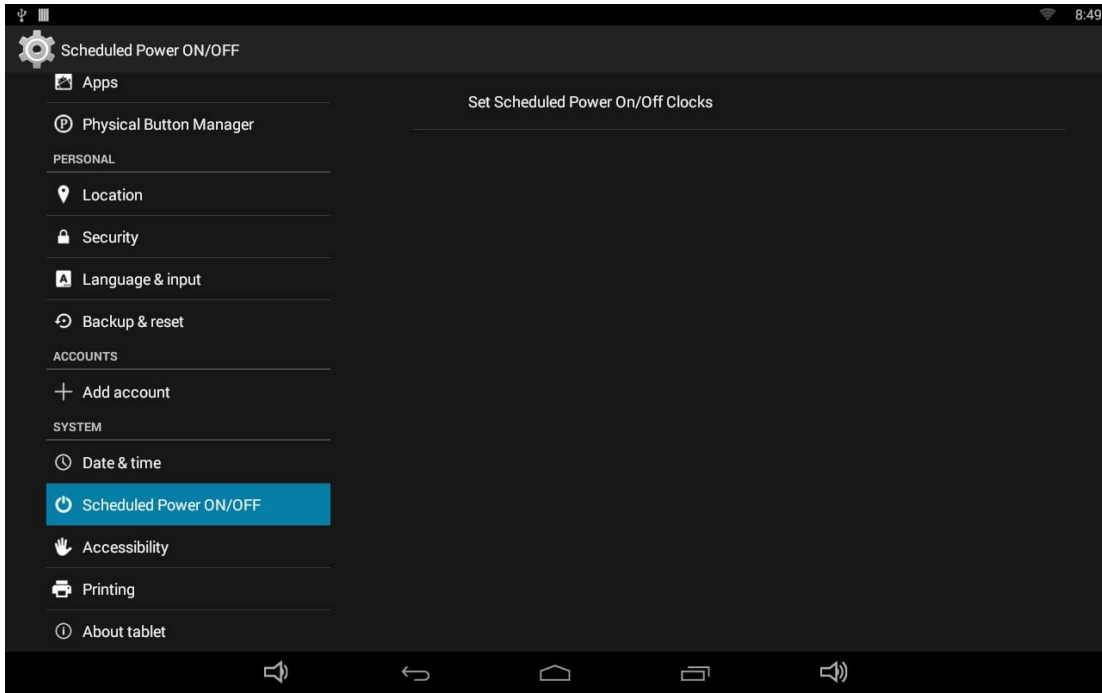 8:49
Scheduled Power ON/OFF
Apps
Physical Button Manager
PERSONAL
Location
Security
Language & input
Backup & reset
ACCOUNTS
Add account
SYSTEM
Date & time
Scheduled Power ON/OFF
Accessibility
Printing
About tablet
Set Scheduled Power On/Off Clocks